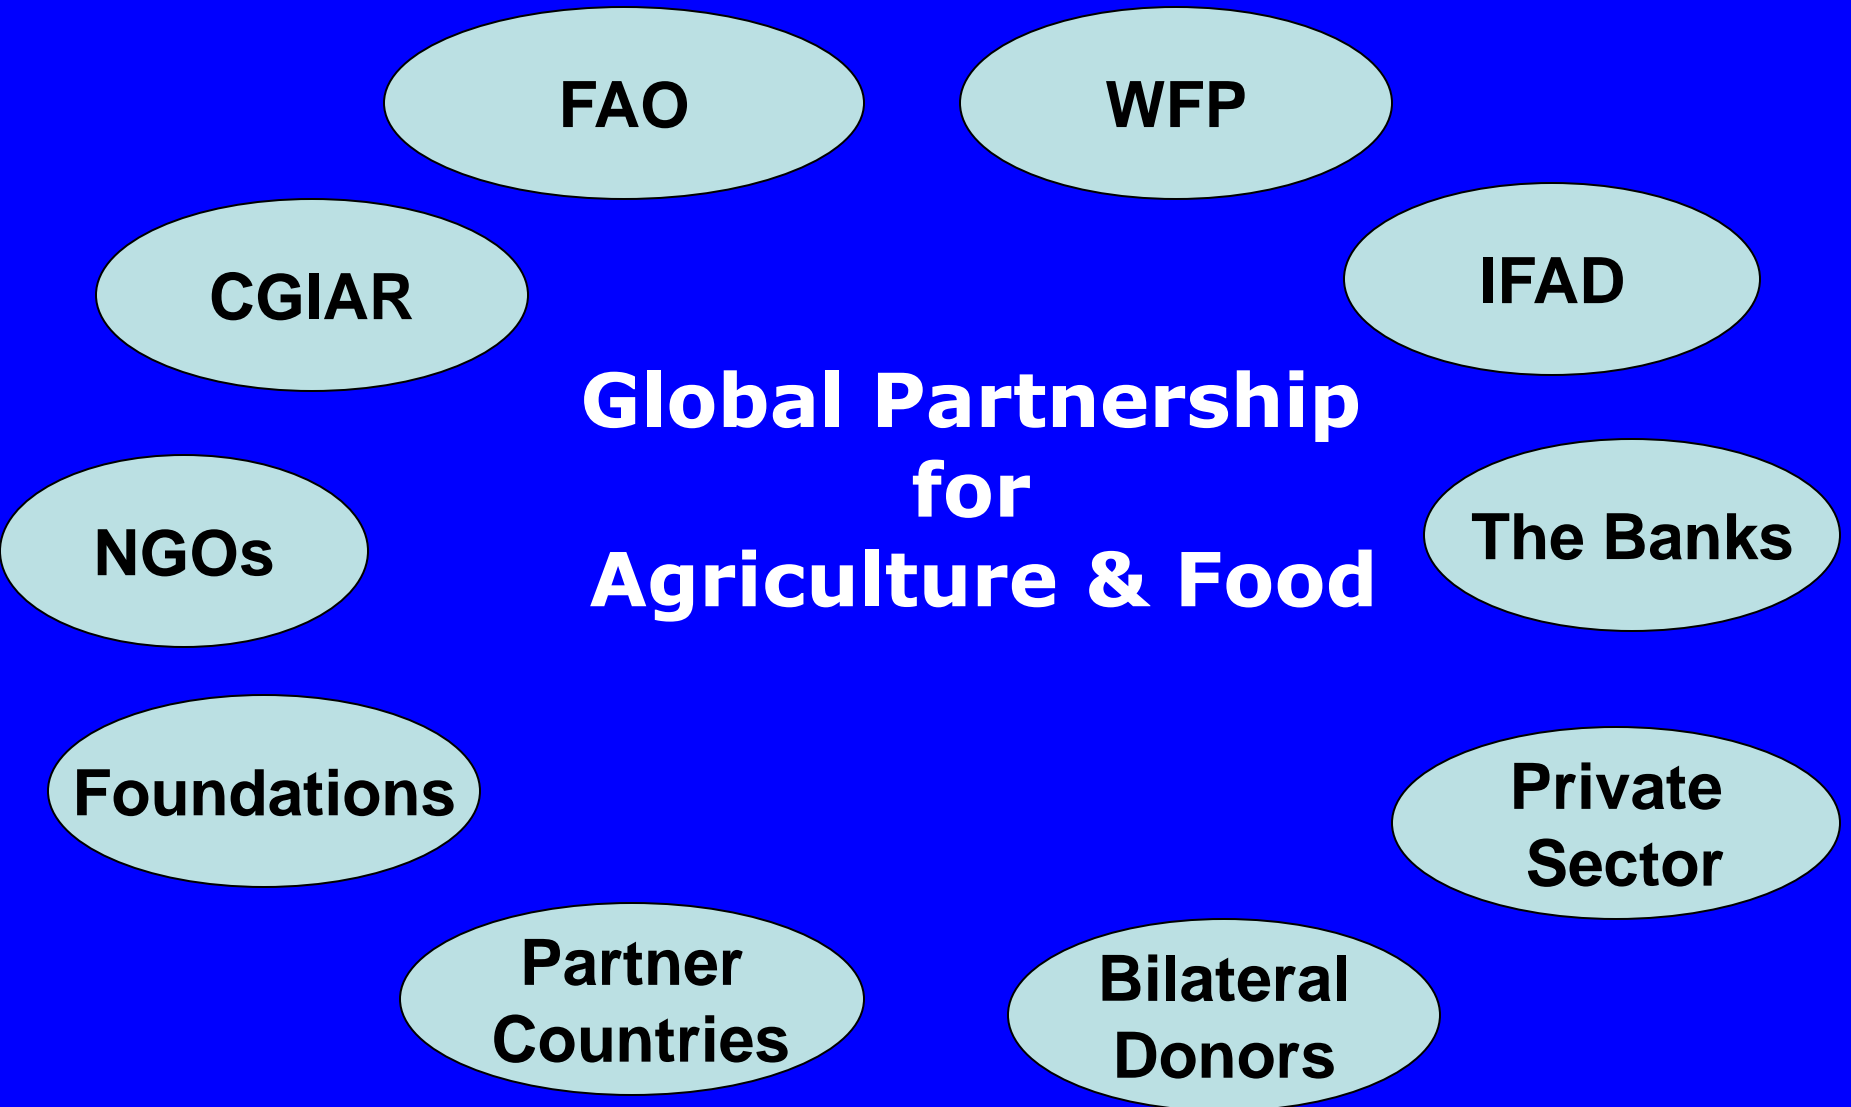 FAO
WFP
CGIAR
IFAD
Global Partnership
for
Agriculture & Food
NGOs
The Banks
Foundations
Private
Sector
Partner
Countries
Bilateral
Donors